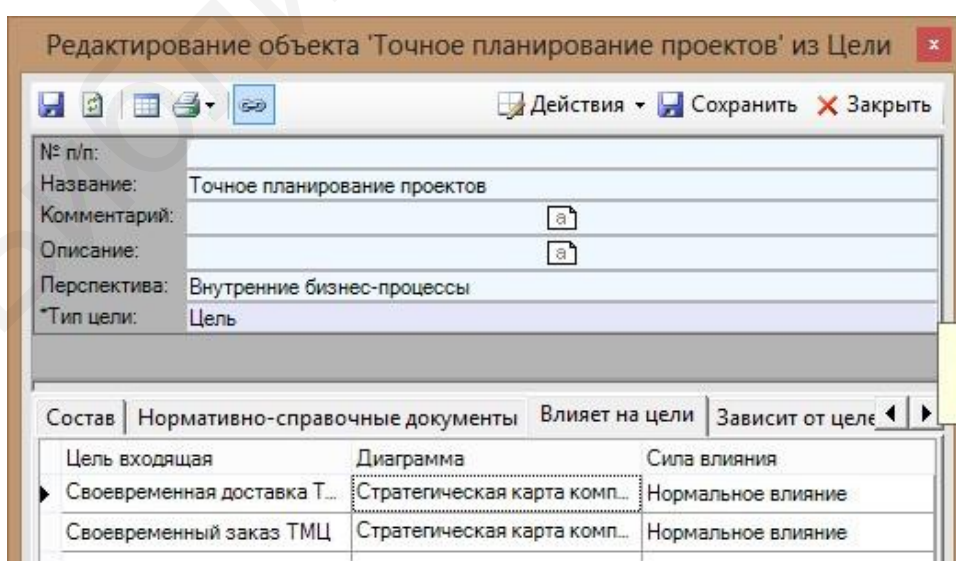 Редактирование объекта 'Точное планирование проектов' из Цели
Действия Сохранить Закрыть
№ п/п:
Название: Точное планирование проектов
Комментарий: a
Описание: a
Перспектива: Внутренние бизнес-процессы
*Тип цели: Цель
Состав Нормативно-справочные документы Влияет на цели Зависит от целе
Цель входящая Диаграмма Сила влияния
Своевременная доставка Т... Стратегическая карта комп... Нормальное влияние
Своевременный заказ ТМЦ Стратегическая карта комп... Нормальное влияние